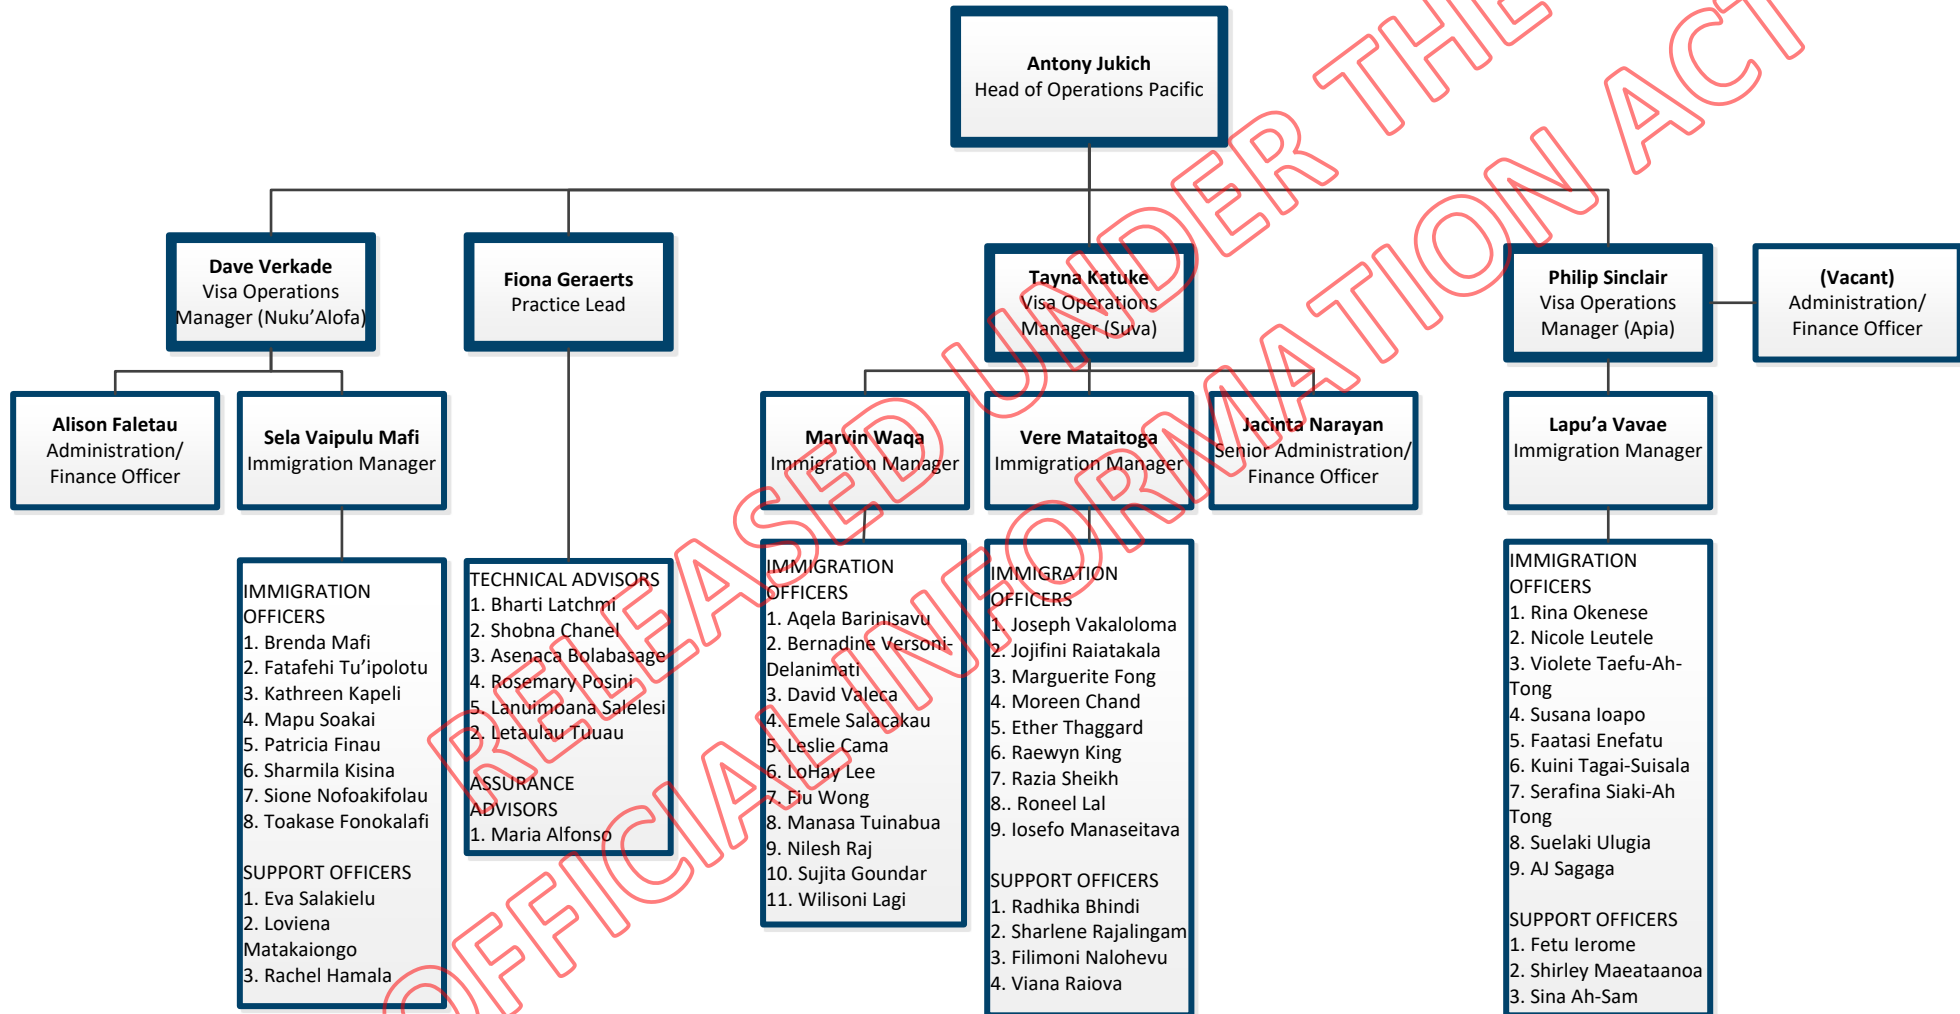 Antony Jukich
Head of Operations Pacific
Dave Verkade
Visa Operations
Manager (Nuku'Alofa)
Fiona Geraerts
Practice Lead
Tayna Katuke
Visa Operations
Manager (Suva)
Philip Sinclair
Visa Operations
Manager (Apia)
(Vacant)
Administration/
Finance Officer
Alison Faletau
Administration/
Finance Officer
Sela Vaipulu Mafi
Immigration Manager
Marvin Waqa
Immigration Manager
Vere Mataitoga
Immigration Manager
Jacinta Narayan
Senior Administration/
Finance Officer
Lapu'a Vavae
Immigration Manager
IMMIGRATION
OFFICERS
1. Brenda Mafi
2. Fatafehi Tu'ipolotu
3. Kathreen Kapeli
4. Mapu Soakai
5. Patricia Finau
6. Sharmila Kisina
7. Sione Nofoakifolau
8. Toakase Fonokalafi
SUPPORT OFFICERS
1. Eva Salakielu
2. Loviena
Matakaiongo
3. Rachel Hamala
TECHNICAL ADVISORS
1. Bharti Latchmi
2. Shobna Chanel
3. Asenaca Bolabasage
4. Rosemary Posini
5. Lanuimoana Salelesi
2. Letaulau Tuuau
ASSURANCE
ADVISORS
1. Maria Alfonso
IMMIGRATION
OFFICERS
1. Aqela Barinisavu
2. Bernadine Versoni-
Delanimati
3. David Valeca
4. Emele Salacakau
5. Leslie Cama
6. LoHay Lee
7. Fiu Wong
8. Manasa Tuinabua
9. Nilesh Raj
10. Sujita Goundar
11. Wilisoni Lagi
IMMIGRATION
OFFICERS
1. Joseph Vakaloloma
2. Jojifini Raiatakala
3. Marguerite Fong
4. Moreen Chand
5. Ether Thaggard
6. Raewyn King
7. Razia Sheikh
8.. Roneel Lal
9. Iosefo Manaseitava
SUPPORT OFFICERS
1. Radhika Bhindi
2. Sharlene Rajalingam
3. Filimoni Nalohevu
4. Viana Raiova
IMMIGRATION
OFFICERS
1. Rina Okenese
2. Nicole Leutele
3. Violete Taefu-Ah-
Tong
4. Susana Ioapo
5. Faatasi Enefatu
6. Kuini Tagai-Suisala
7. Serafina Siaki-Ah
Tong
8. Suelaki Ulugia
9. AJ Sagaga
SUPPORT OFFICERS
1. Fetu Ierome
2. Shirley Maeataanoa
3. Sina Ah-Sam
RELEASED UNDER THE
OFFICIAL INFORMATION ACT